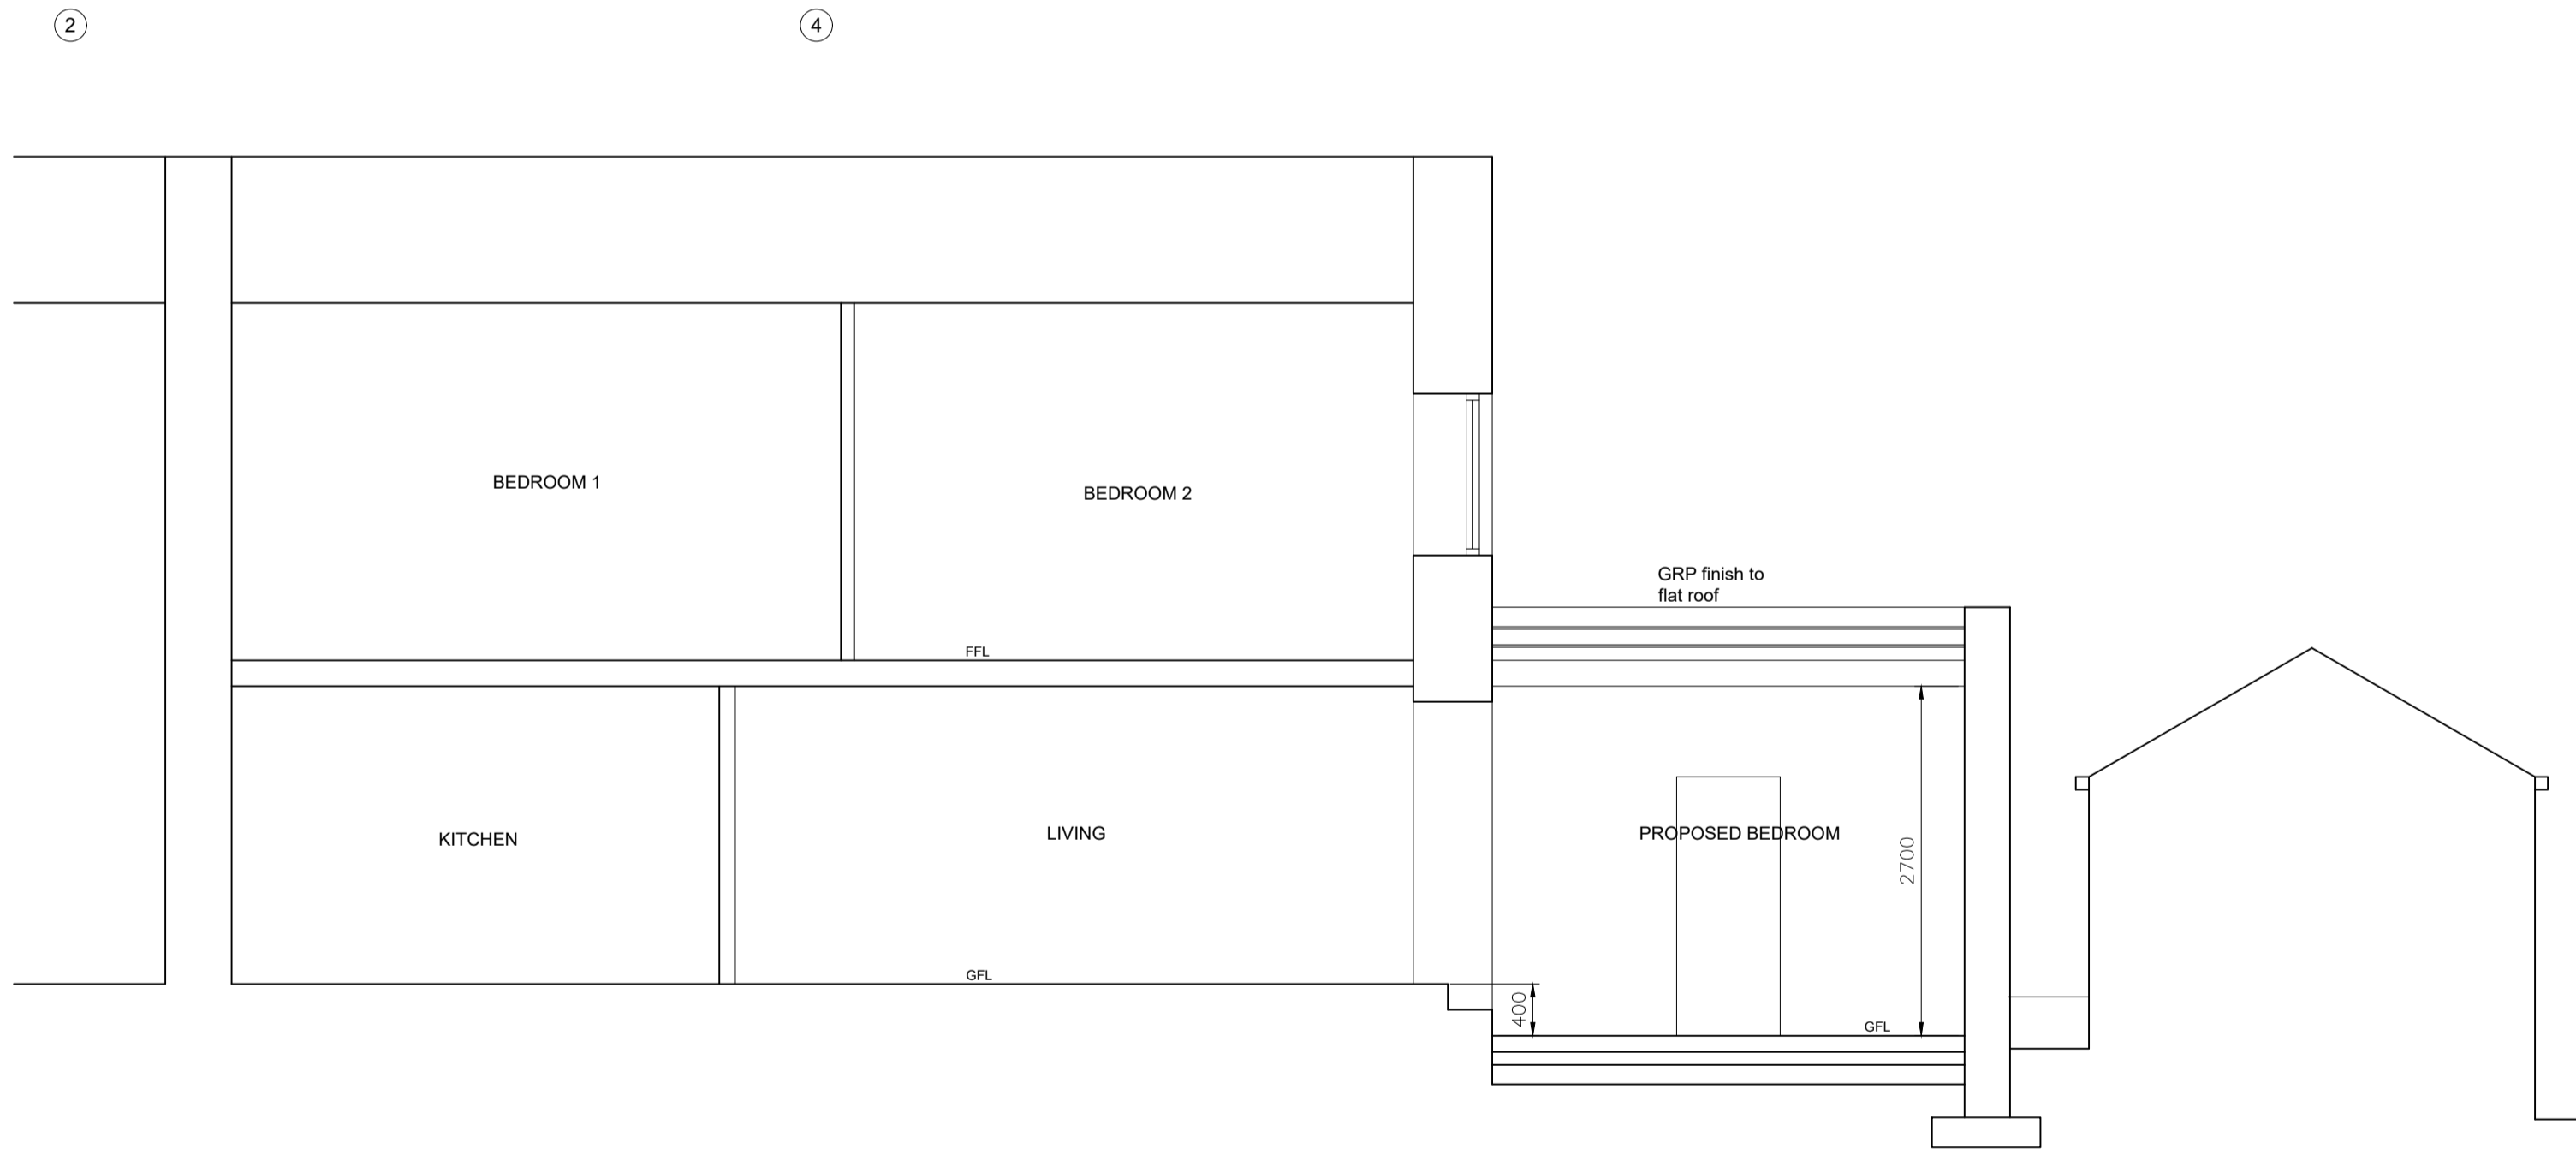 2
4
BEDROOM 1
BEDROOM 2
GRP finish to
flat roof
FFL
KITCHEN
LIVING
PROPOSED BEDROOM
2700
GFL
400
GFL